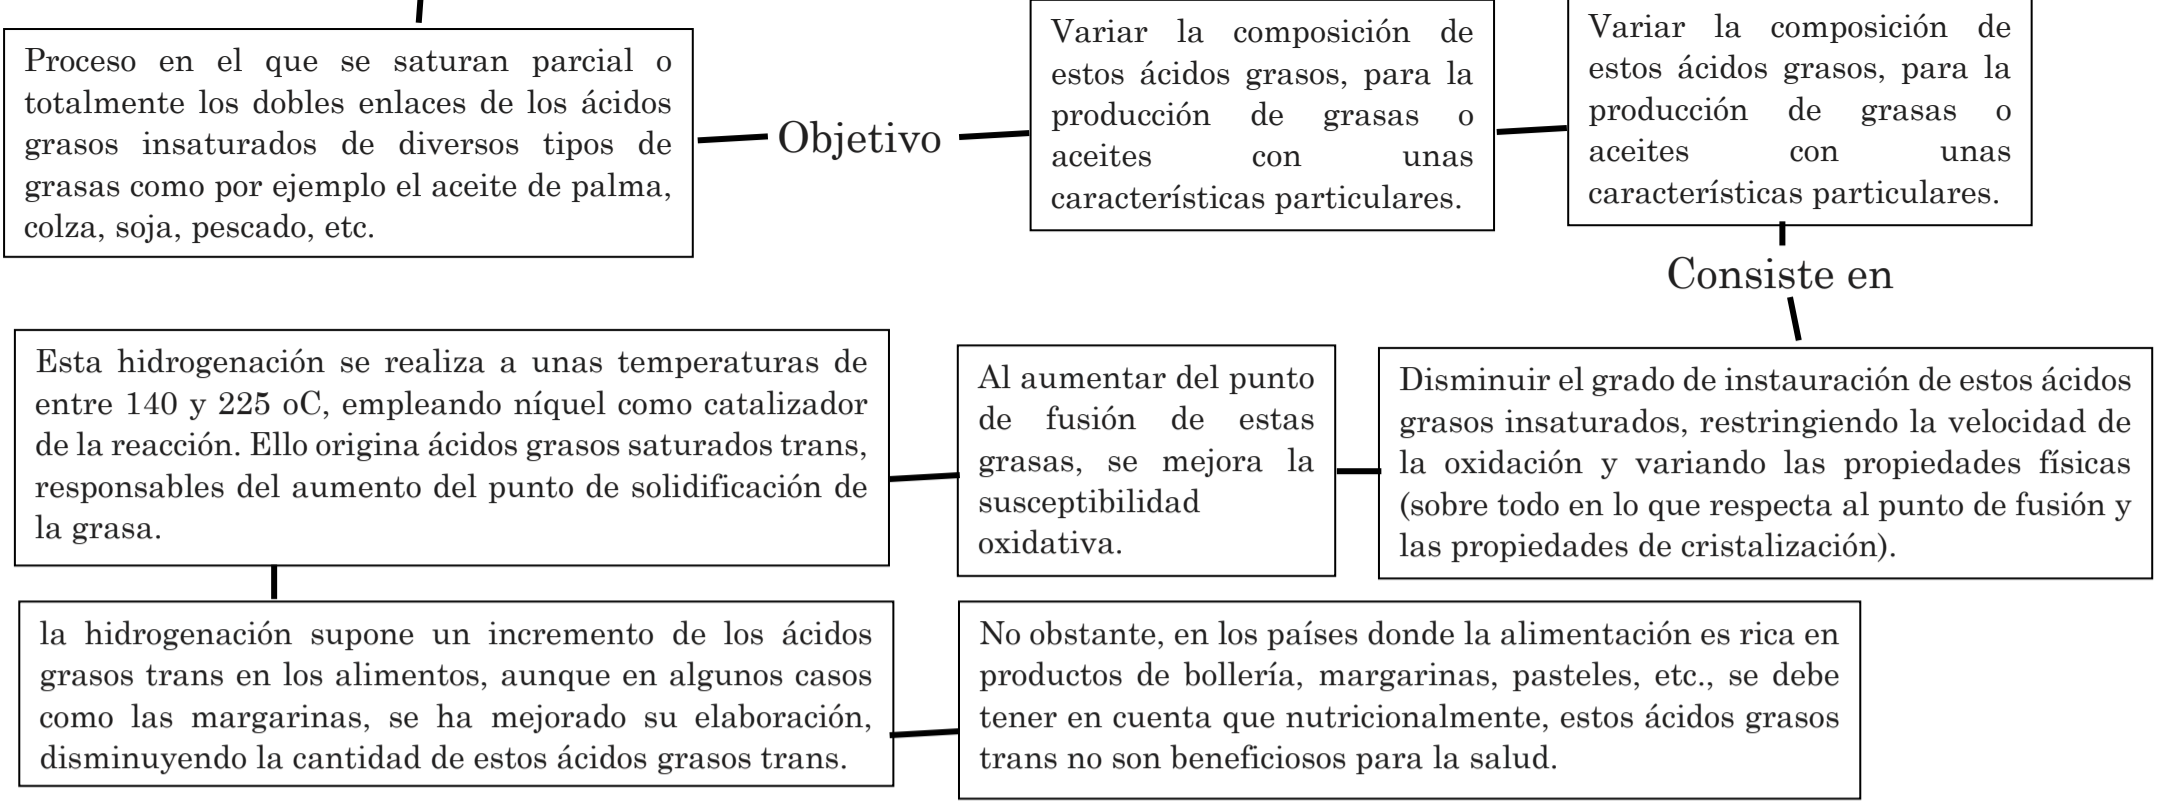 Proceso en el que se saturan parcial o
totalmente los dobles enlaces de los ácidos
grasos insaturados de diversos tipos de
grasas como por ejemplo el aceite de palma,
colza, soja, pescado, etc.
Objetivo
Variar la composición de
estos ácidos grasos, para la
producción de grasas o
aceites con unas
características particulares.
Variar la composición de
estos ácidos grasos, para la
producción de grasas o
aceites con unas
características particulares.
Consiste en
Disminuir el grado de instauración de estos ácidos
grasos insaturados, restringiendo la velocidad de
la oxidación y variando las propiedades físicas
(sobre todo en lo que respecta al punto de fusión y
las propiedades de cristalización).
Al aumentar del punto
de fusión de estas
grasas, se mejora la
susceptibilidad
oxidativa.
Esta hidrogenación se realiza a unas temperaturas de
entre 140 y 225 oC, empleando níquel como catalizador
de la reacción. Ello origina ácidos grasos saturados trans,
responsables del aumento del punto de solidificación de
la grasa.
la hidrogenación supone un incremento de los ácidos
grasos trans en los alimentos, aunque en algunos casos
como las margarinas, se ha mejorado su elaboración,
disminuyendo la cantidad de estos ácidos grasos trans.
No obstante, en los países donde la alimentación es rica en
productos de bollería, margarinas, pasteles, etc., se debe
tener en cuenta que nutricionalmente, estos ácidos grasos
trans no son beneficiosos para la salud.